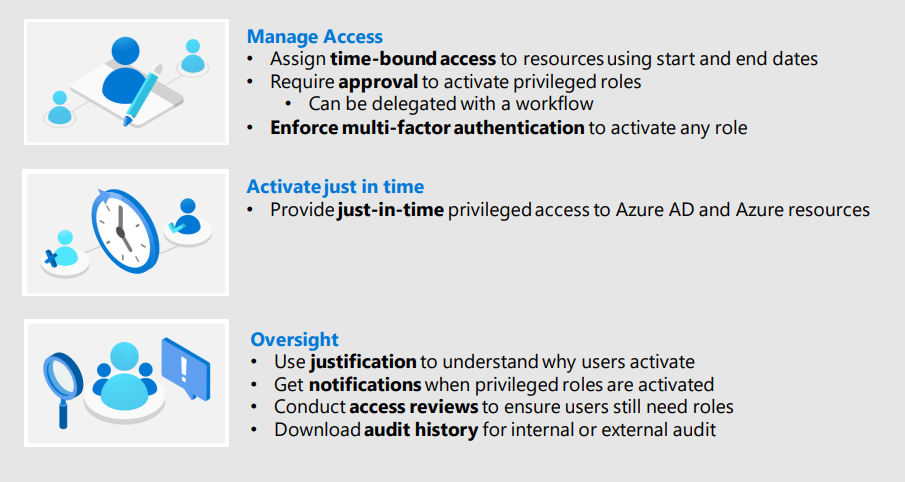 Manage Access
• Assign time-bound access to resources using start and end dates
• Require approval to activate privileged roles
• Can be delegated with a workflow
• Enforce multi-factor authentication to activate any role
Activate just in time
• Provide just-in-time privileged access to Azure AD and Azure resources
Oversight
• Use justification to understand why users activate
• Get notifications when privileged roles are activated
• Conduct access reviews to ensure users still need roles
• Download audit history for internal or external audit